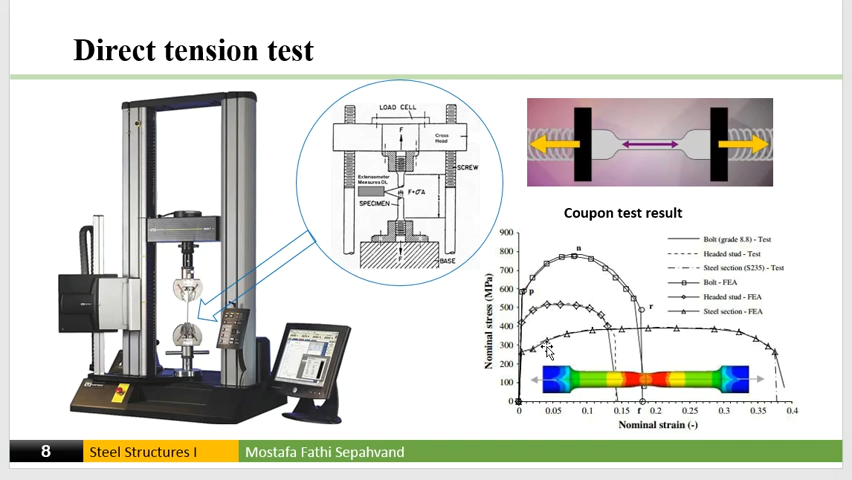 Direct tension test
LOAD CELL
F
Cross
Head
SCREW
Extensometer
Measures DL
F=σA
SPECIMEN
F
BASE
Coupon test result
Nominal stress (MPa)
900
800
700
600
500
400
300
200
100
0
n
p
r
f
Bolt (grade 8.8) - Test
Headed stud - Test
Steel section (S235) - Test
Bolt - FEA
Headed stud - FEA
Steel section - FEA
0 0.05 0.1 0.15 0.2 0.25 0.3 0.35 0.4
Nominal strain (-)
8 Steel Structures I Mostafa Fathi Sepahvand